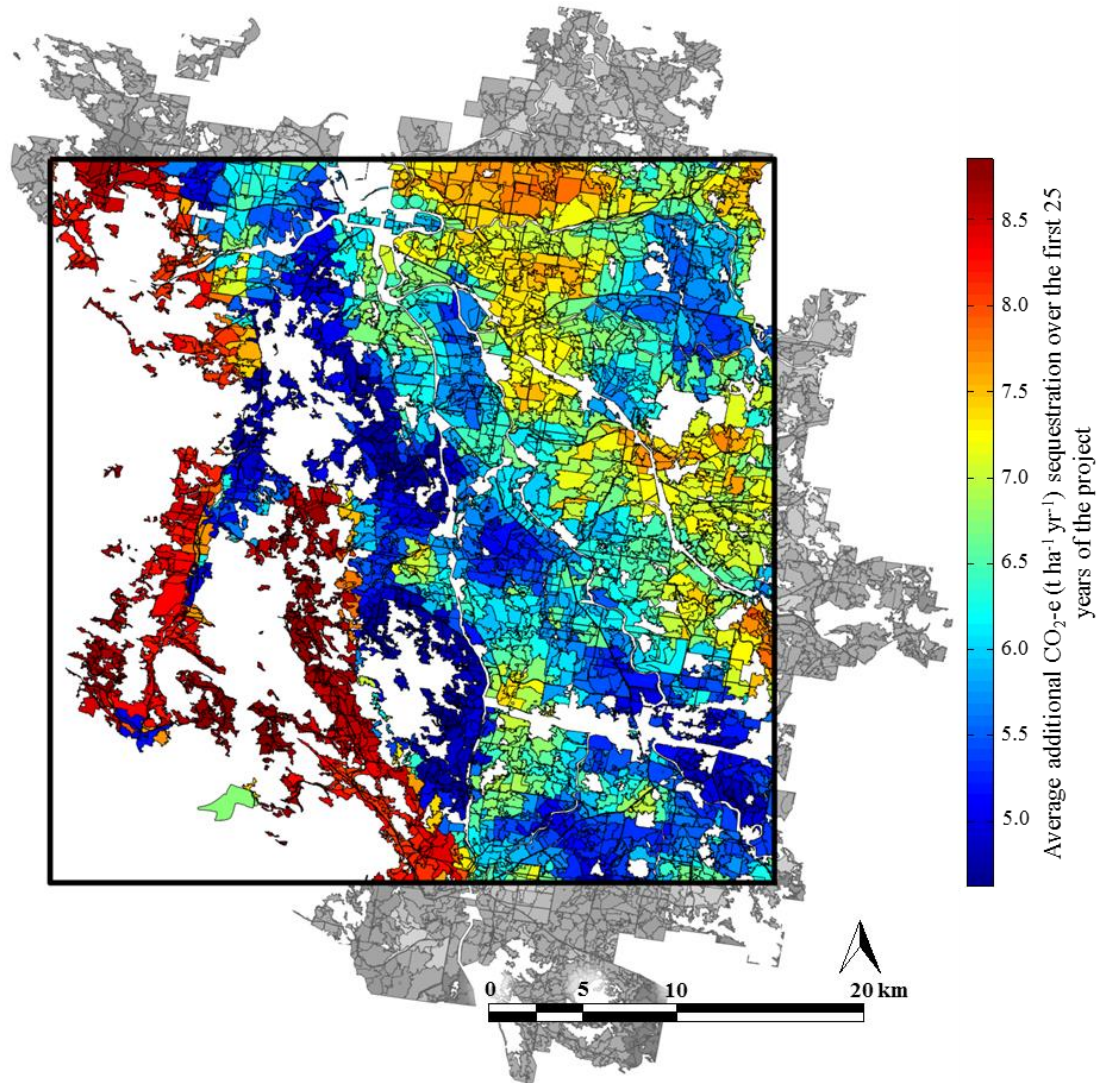 8.5
8.0
7.5
7.0
6.5
6.0
5.5
5.0
Average additional CO₂-e (t ha⁻¹ yr⁻¹) sequestration over the first 25
years of the project
0 5 10 20 km